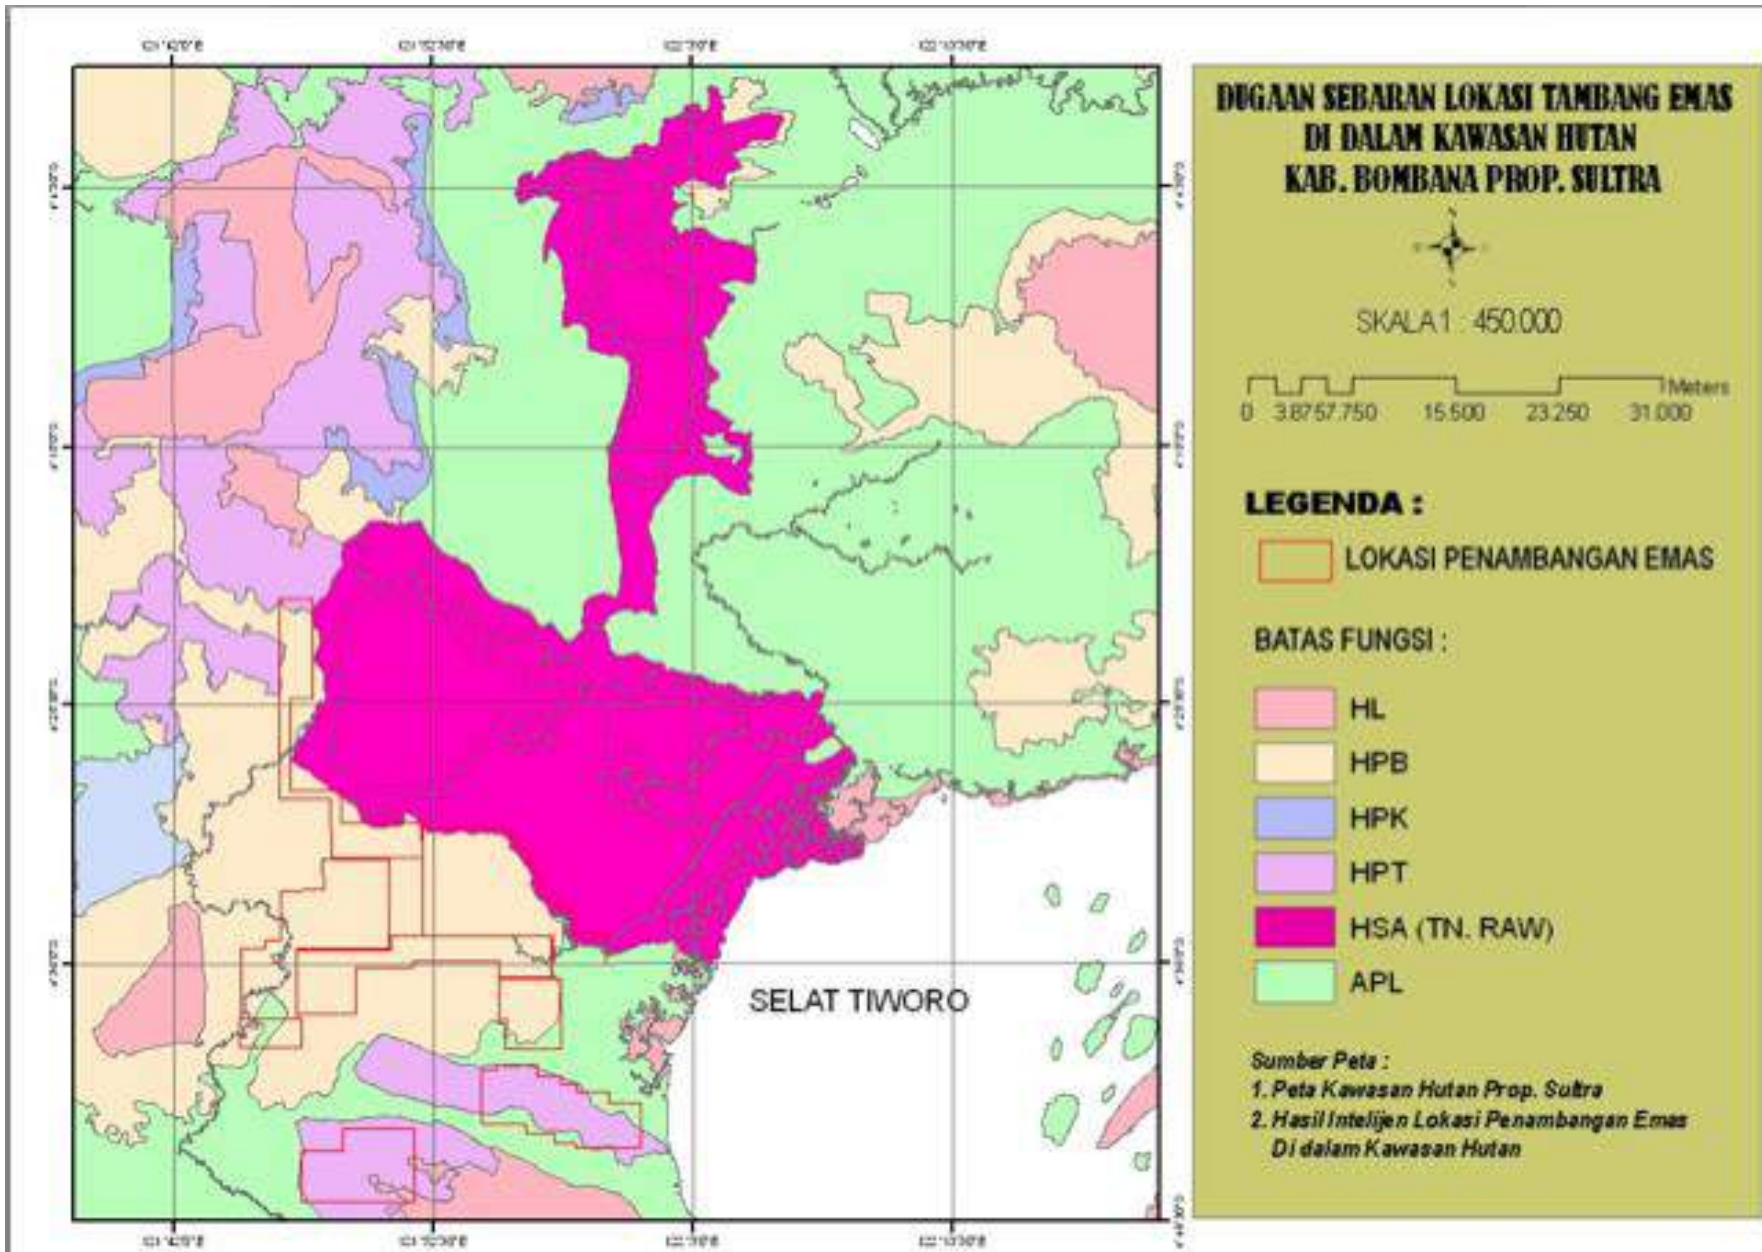 DUGAAN SEBARAN LOKASI TAMBANG EMAS
DI DALAM KAWASAN HUTAN
KAB. BOMBANA PROP. SULTRA
SKALA 1 : 450.000
Meters
0 3.875 7.750 15.500 23.250 31.000
LEGENDA :
LOKASI PENAMBANGAN EMAS
BATAS FUNGSI :
HL
HPB
HPK
HPT
HSA (TN. RAW)
APL
Sumber Peta :
1. Peta Kawasan Hutan Prop. Sultra
2. Hasil Intelijen Lokasi Penambangan Emas
Di dalam Kawasan Hutan
SELAT TIWORO